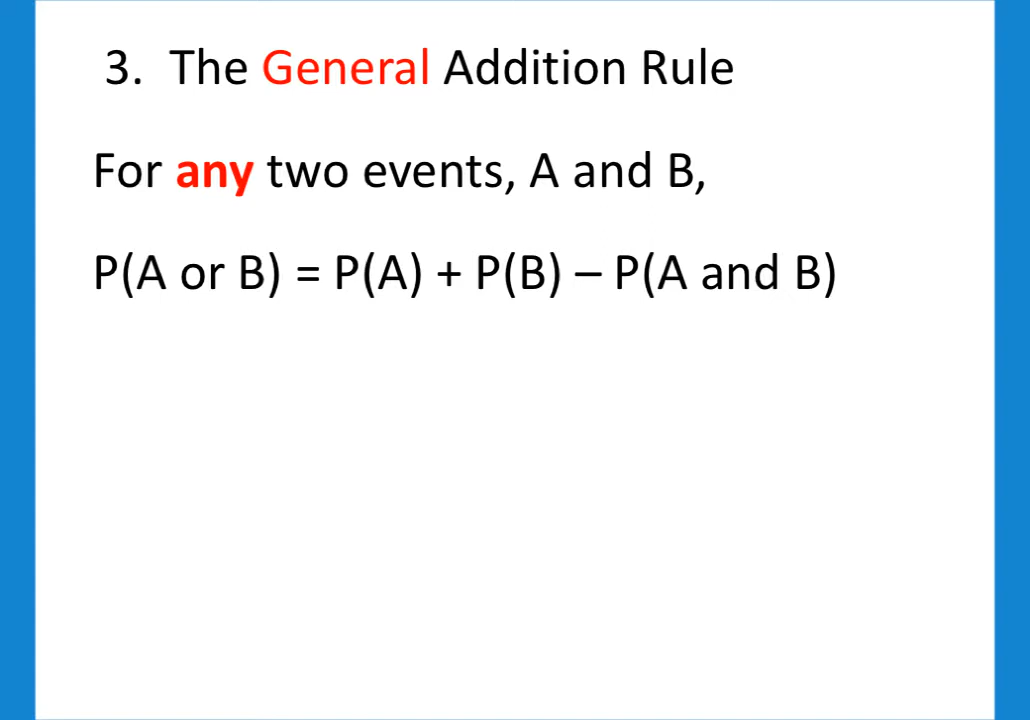 3. The General Addition Rule
For any two events, A and B,
P(A or B) = P(A) + P(B) – P(A and B)